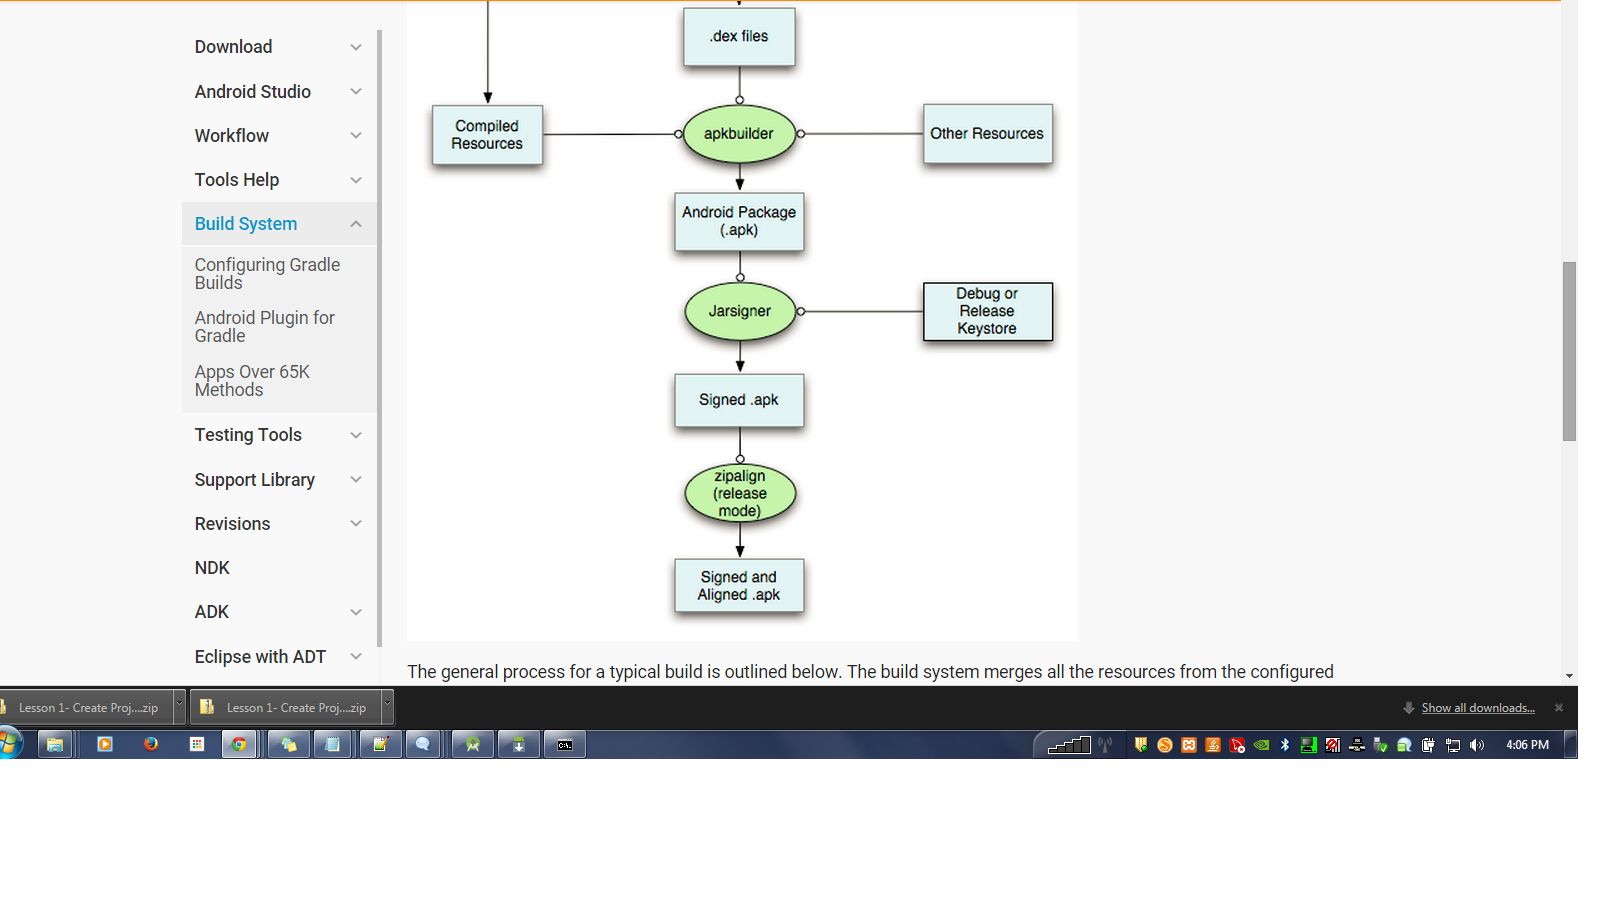 Download
Android Studio
Workflow
Tools Help
Build System
Configuring Gradle
Builds
Android Plugin for
Gradle
Apps Over 65K
Methods
Testing Tools
Support Library
Revisions
NDK
ADK
Eclipse with ADT
.dex files
Compiled
Resources
apkbuilder
Other Resources
Android Package
(.apk)
Jarsigner
Debug or
Release
Keystore
Signed .apk
zipalign
(release
mode)
Signed and
Aligned .apk
The general process for a typical build is outlined below. The build system merges all the resources from the configured
Lesson 1- Create Proj....zip
Lesson 1- Create Proj....zip
Show all downloads...
4:06 PM